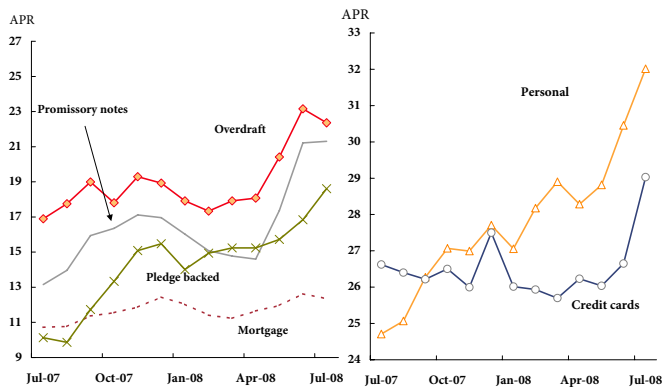 APR
27
25
23
21
19
17
15
13
11
9
Promissory notes
Overdraft
Pledge backed
Mortgage
Jul-07 Oct-07 Jan-08 Apr-08 Jul-08
APR
33
32
31
30
29
28
27
26
25
24
Personal
Credit cards
Jul-07 Oct-07 Jan-08 Apr-08 Jul-08